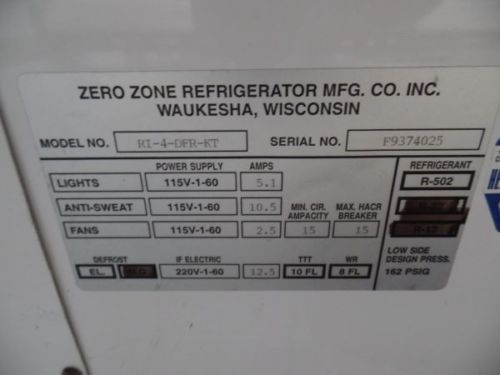 ZERO ZONE REFRIGERATOR MFG. CO. INC.
WAUKESHA, WISCONSIN
MODEL NO. RI-4-DFR-KT SERIAL NO. F9374025
POWER SUPPLY AMPS REFRIGERANT
LIGHTS 115V-1-60 5.1 R-502
ANTI-SWEAT 115V-1-60 10.5 MIN. CIR. AMPACITY MAX. HACR BREAKER
FANS 115V-1-60 2.5 15 15 R-12
DEFROST IF ELECTRIC TTT WR LOW SIDE
DESIGN PRESS.
EL. 220V-1-60 12.5 10 FL 8 FL 162 PSIG